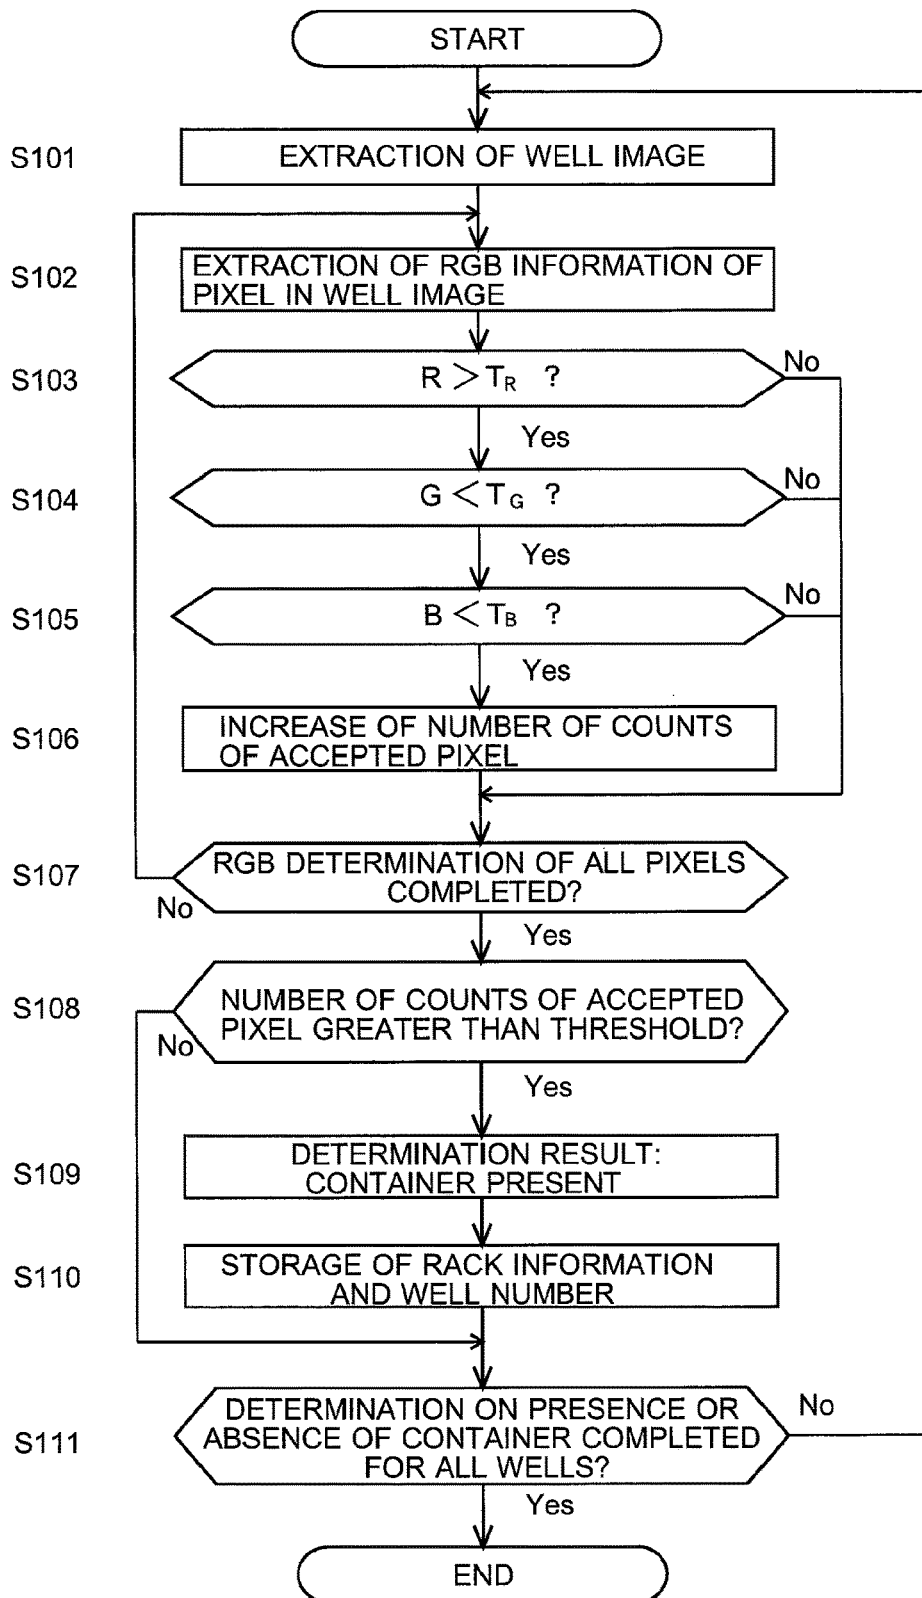 START
S101
EXTRACTION OF WELL IMAGE
S102
EXTRACTION OF RGB INFORMATION OF
PIXEL IN WELL IMAGE
S103
R > TR ?
No
Yes
S104
G < TG ?
No
Yes
S105
B < TB ?
No
Yes
S106
INCREASE OF NUMBER OF COUNTS
OF ACCEPTED PIXEL
S107
RGB DETERMINATION OF ALL PIXELS
COMPLETED?
No
Yes
S108
NUMBER OF COUNTS OF ACCEPTED
PIXEL GREATER THAN THRESHOLD?
No
Yes
S109
DETERMINATION RESULT:
CONTAINER PRESENT
S110
STORAGE OF RACK INFORMATION
AND WELL NUMBER
S111
DETERMINATION ON PRESENCE OR
ABSENCE OF CONTAINER COMPLETED
FOR ALL WELLS?
No
Yes
END